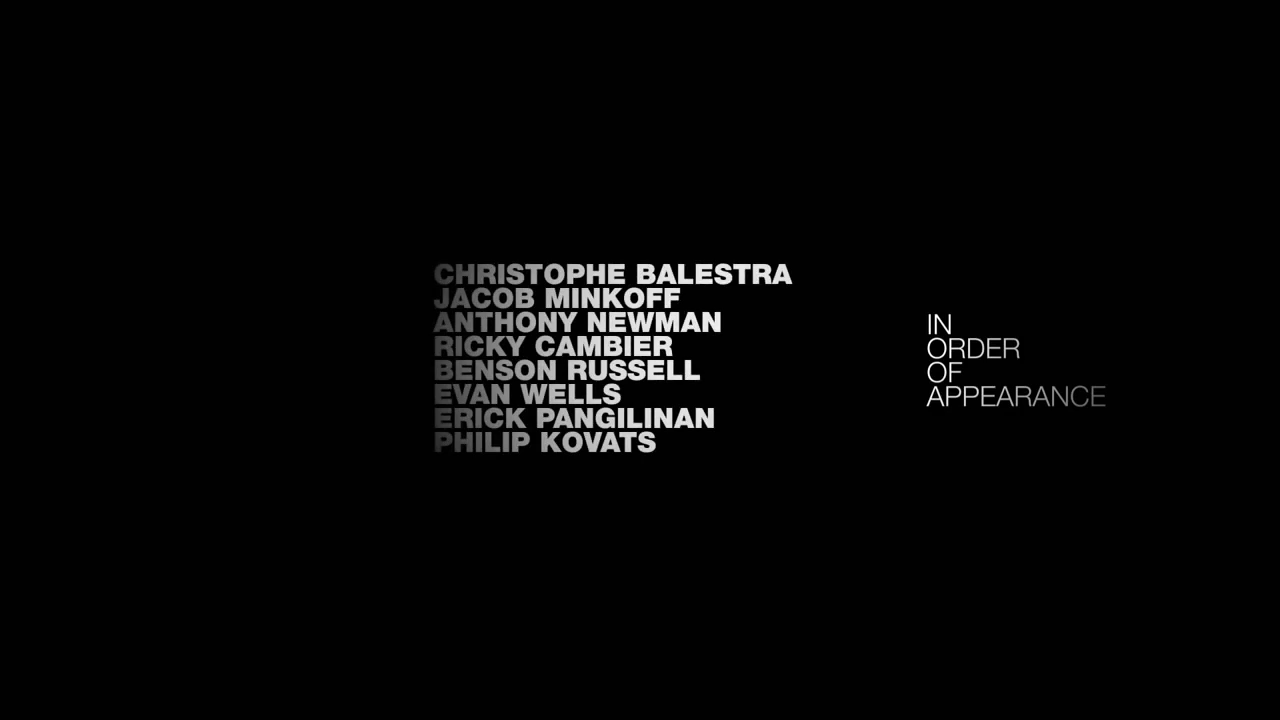 CHRISTOPHE BALESTRA
JACOB MINKOFF
ANTHONY NEWMAN
RICKY CAMBIER
BENSON RUSSELL
EVAN WELLS
ERICK PANGILINAN
PHILIP KOVATS
IN
ORDER
OF
APPEARANCE